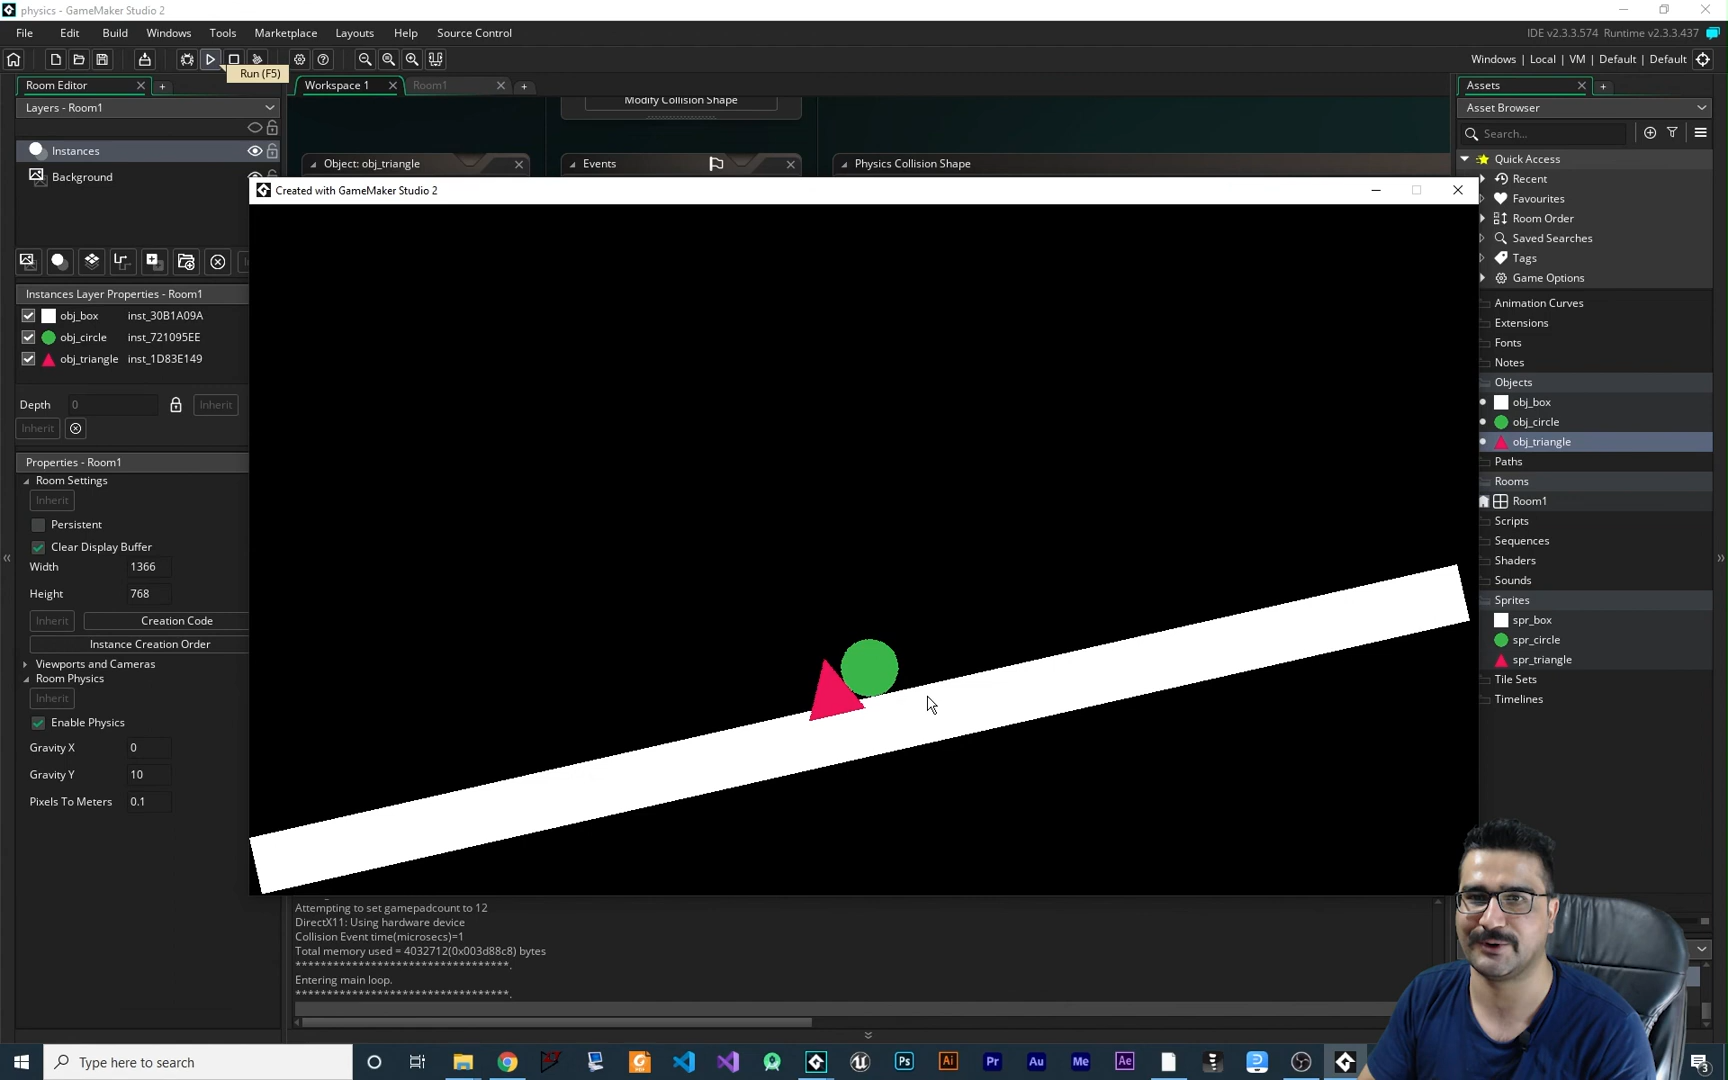 physics - GameMaker Studio 2
File Edit Build Windows Tools Marketplace Layouts Help Source Control
IDE v2.3.3.574 Runtime v2.3.3.437
Run (F5)
Windows | Local | VM | Default | Default
Room Editor
Workspace 1
Room1
Assets
Layers - Room1
Modify Collision Shape
Asset Browser
Search...
Instances
Background
Object: obj_triangle
Events
Physics Collision Shape
Created with GameMaker Studio 2
Quick Access
Recent
Favourites
Room Order
Saved Searches
Tags
Game Options
Instances Layer Properties - Room1
obj_box inst_30B1A09A
obj_circle inst_721095EE
obj_triangle inst_1D83E149
Depth 0 Inherit
Inherit
Properties - Room1
Room Settings
Inherit
Persistent
Clear Display Buffer
Width 1366
Height 768
Inherit Creation Code
Instance Creation Order
Viewports and Cameras
Room Physics
Inherit
Enable Physics
Gravity X 0
Gravity Y 10
Pixels To Meters 0.1
Animation Curves
Extensions
Fonts
Notes
Objects
obj_box
obj_circle
obj_triangle
Paths
Rooms
Room1
Scripts
Sequences
Shaders
Sounds
Sprites
spr_box
spr_circle
spr_triangle
Tile Sets
Timelines
Attempting to set gamepadcount to 12
DirectX11: Using hardware device
Collision Event time(microsecs)=1
Total memory used = 4032712(0x003d88c8) bytes
**********************************.
Entering main loop.
**********************************.
Type here to search
Ps Ai Pr Au Me Ae
3